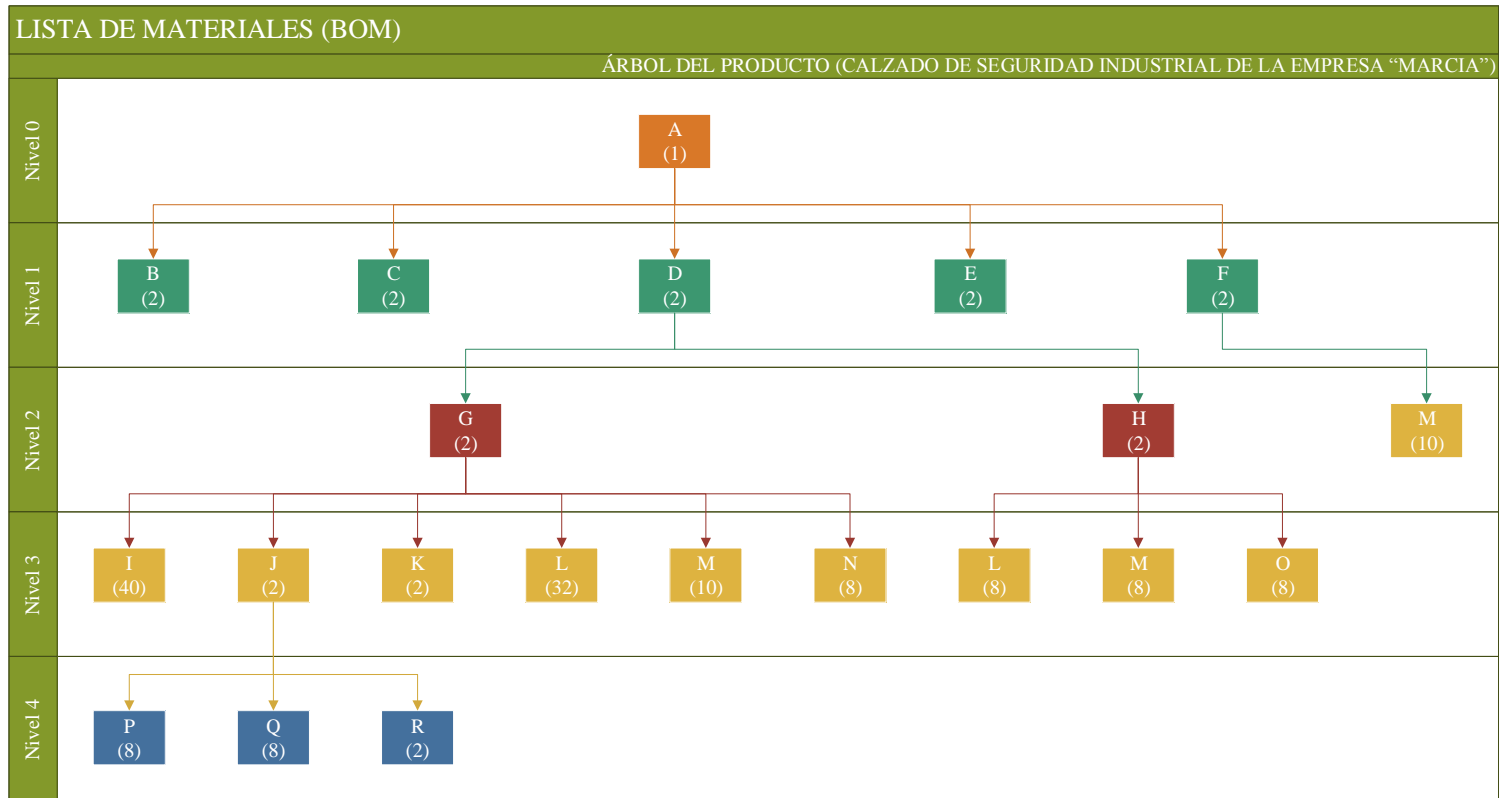 LISTA DE MATERIALES (BOM)
ÁRBOL DEL PRODUCTO (CALZADO DE SEGURIDAD INDUSTRIAL DE LA EMPRESA “MARCIA”)
Nivel 0
A
(1)
Nivel 1
B
(2)
C
(2)
D
(2)
E
(2)
F
(2)
Nivel 2
G
(2)
H
(2)
M
(10)
Nivel 3
I
(40)
J
(2)
K
(2)
L
(32)
M
(10)
N
(8)
L
(8)
M
(8)
O
(8)
Nivel 4
P
(8)
Q
(8)
R
(2)